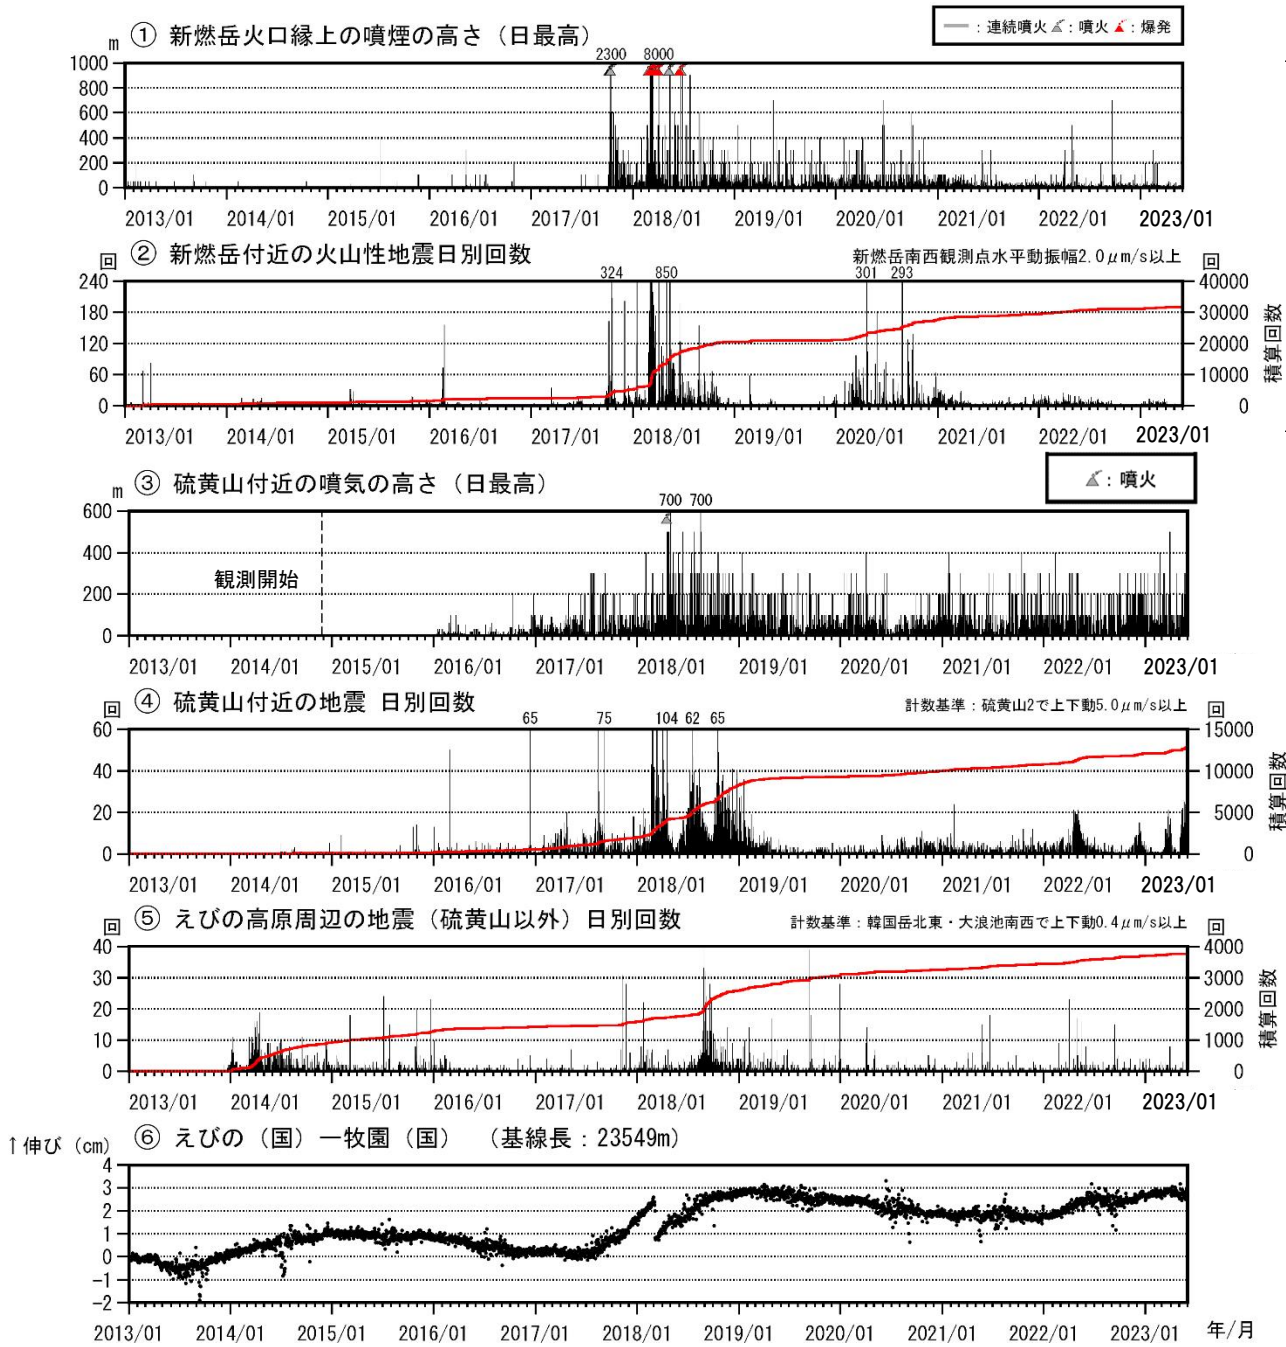 ① 新燃岳火口縁上の噴煙の高さ（日最高）
―：連続噴火 ：噴火 ：爆発
m
2300 8000
1000
800
600
400
200
0
2013/01 2014/01 2015/01 2016/01 2017/01 2018/01 2019/01 2020/01 2021/01 2022/01 2023/01
② 新燃岳付近の火山性地震日別回数
新燃岳南西観測点水平動振幅2.0μm/s以上
回 324 850 301 293 回
240 40000
180 30000
120 20000
60 10000
0 0
積算回数
2013/01 2014/01 2015/01 2016/01 2017/01 2018/01 2019/01 2020/01 2021/01 2022/01 2023/01
③ 硫黄山付近の噴気の高さ（日最高）
：噴火
m
700 700
600
400
200
0
観測開始
2013/01 2014/01 2015/01 2016/01 2017/01 2018/01 2019/01 2020/01 2021/01 2022/01 2023/01
④ 硫黄山付近の地震 日別回数
計数基準：硫黄山2で上下動5.0μm/s以上
回 65 75 104 62 65 回
60 15000
40 10000
20 5000
0 0
積算回数
2013/01 2014/01 2015/01 2016/01 2017/01 2018/01 2019/01 2020/01 2021/01 2022/01 2023/01
⑤ えびの高原周辺の地震（硫黄山以外）日別回数
計数基準：韓国岳北東・大浪池南西で上下動0.4μm/s以上
回 回
40 4000
30 3000
20 2000
10 1000
0 0
積算回数
2013/01 2014/01 2015/01 2016/01 2017/01 2018/01 2019/01 2020/01 2021/01 2022/01 2023/01
⑥ えびの（国）－牧園（国） （基線長：23549m）
↑伸び（cm）
4
3
2
1
0
-1
-2
2013/01 2014/01 2015/01 2016/01 2017/01 2018/01 2019/01 2020/01 2021/01 2022/01 2023/01
年/月